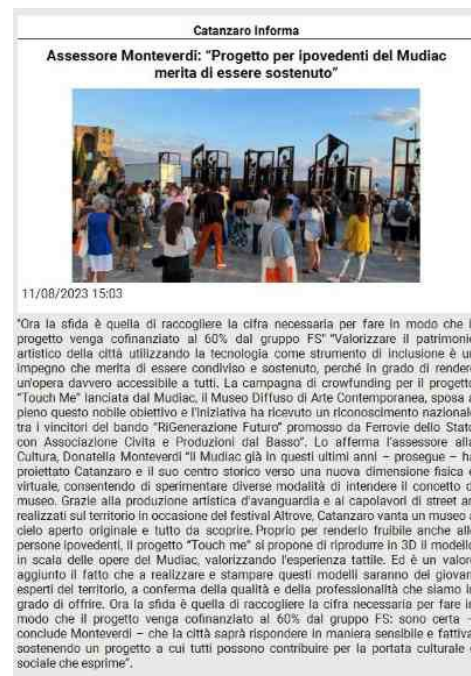 Catanzaro Informa
Assessore Monteverdi: “Progetto per ipovedenti del Mudiac
merita di essere sostenuto”
11/08/2023 15:03
"Ora la sfida è quella di raccogliere la cifra necessaria per fare in modo che
progetto venga cofinanziato al 60% dal gruppo FS" "Valorizzare il patrimoni
artistico della città utilizzando la tecnologia come strumento di inclusione è un
impegno che merita di essere condiviso e sostenuto, perché in grado di render
un'opera davvero accessibile a tutti. La campagna di crowfunding per il progetto
“Touch Me” lanciata dal Mudiac, il Museo Diffuso di Arte Contemporanea, sposa
pieno questo nobile obiettivo e l'iniziativa ha ricevuto un riconoscimento nazional
tra i vincitori del bando “RiGenerazione Futuro” promosso da Ferrovie dello Stato
con Associazione Civita e Produzioni dal Basso”. Lo afferma l'assessore alla
Cultura, Donatella Monteverdi “Il Mudiac già in questi ultimi anni – prosegue – ha
proiettato Catanzaro e il suo centro storico verso una nuova dimensione fisica
virtuale, consentendo di sperimentare diverse modalità di intendere il concetto d
museo. Grazie alla produzione artistica d'avanguardia e ai capolavori di street ar
realizzati sul territorio in occasione del festival Altrove, Catanzaro vanta un museo
cielo aperto originale e tutto da scoprire. Proprio per renderlo fruibile anche all
persone ipovedenti, il progetto “Touch me” si propone di riprodurre in 3D il modell
in scala delle opere del Mudiac, valorizzando l'esperienza tattile. Ed è un valor
aggiunto il fatto che a realizzare e stampare questi modelli saranno dei giovan
esperti del territorio, a conferma della qualità e della professionalità che siamo in
grado di offrire. Ora la sfida è quella di raccogliere la cifra necessaria per fare in
modo che il progetto venga cofinanziato al 60% dal gruppo FS: sono certa –
conclude Monteverdi – che la città saprà rispondere in maniera sensibile e fattiva
sostenendo un progetto a cui tutti possono contribuire per la portata culturale
sociale che esprime”.